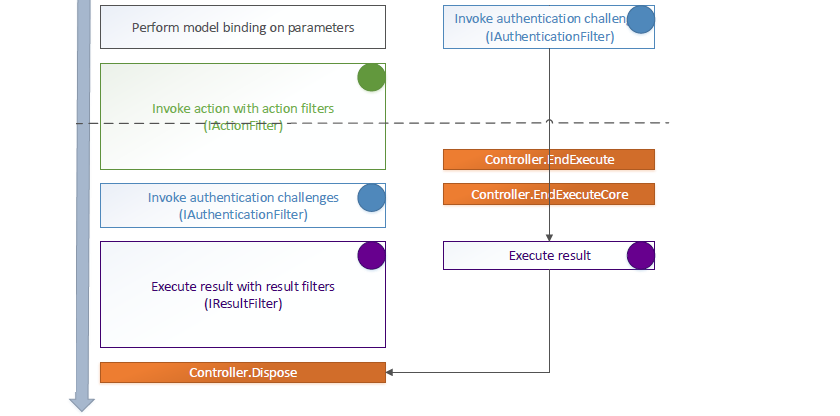 Perform model binding on parameters
Invoke authentication challen
(IAuthenticationFilter)
Invoke action with action filters
(IActionFilter)
Controller.EndExecute
Controller.EndExecuteCore
Invoke authentication challenges
(IAuthenticationFilter)
Execute result
Execute result with result filters
(IResultFilter)
Controller.Dispose